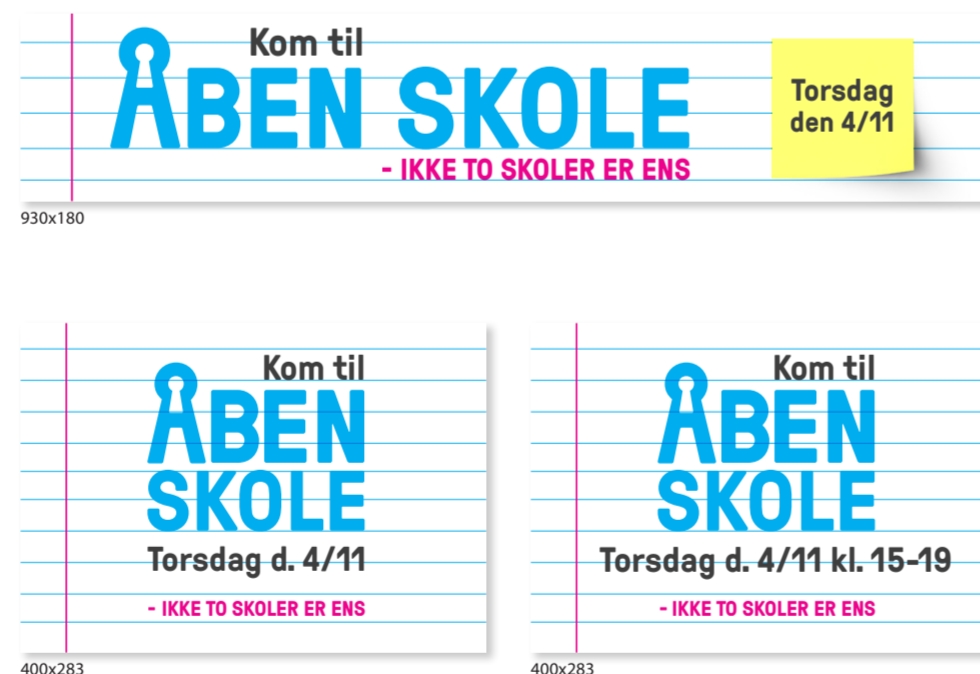 Kom til
ÅBEN SKOLE
- IKKE TO SKOLER ER ENS
Torsdag
den 4/11
930x180
Kom til
ÅBEN
SKOLE
Torsdag d. 4/11
- IKKE TO SKOLER ER ENS
400x283
Kom til
ÅBEN
SKOLE
Torsdag d. 4/11 kl. 15-19
- IKKE TO SKOLER ER ENS
400x283